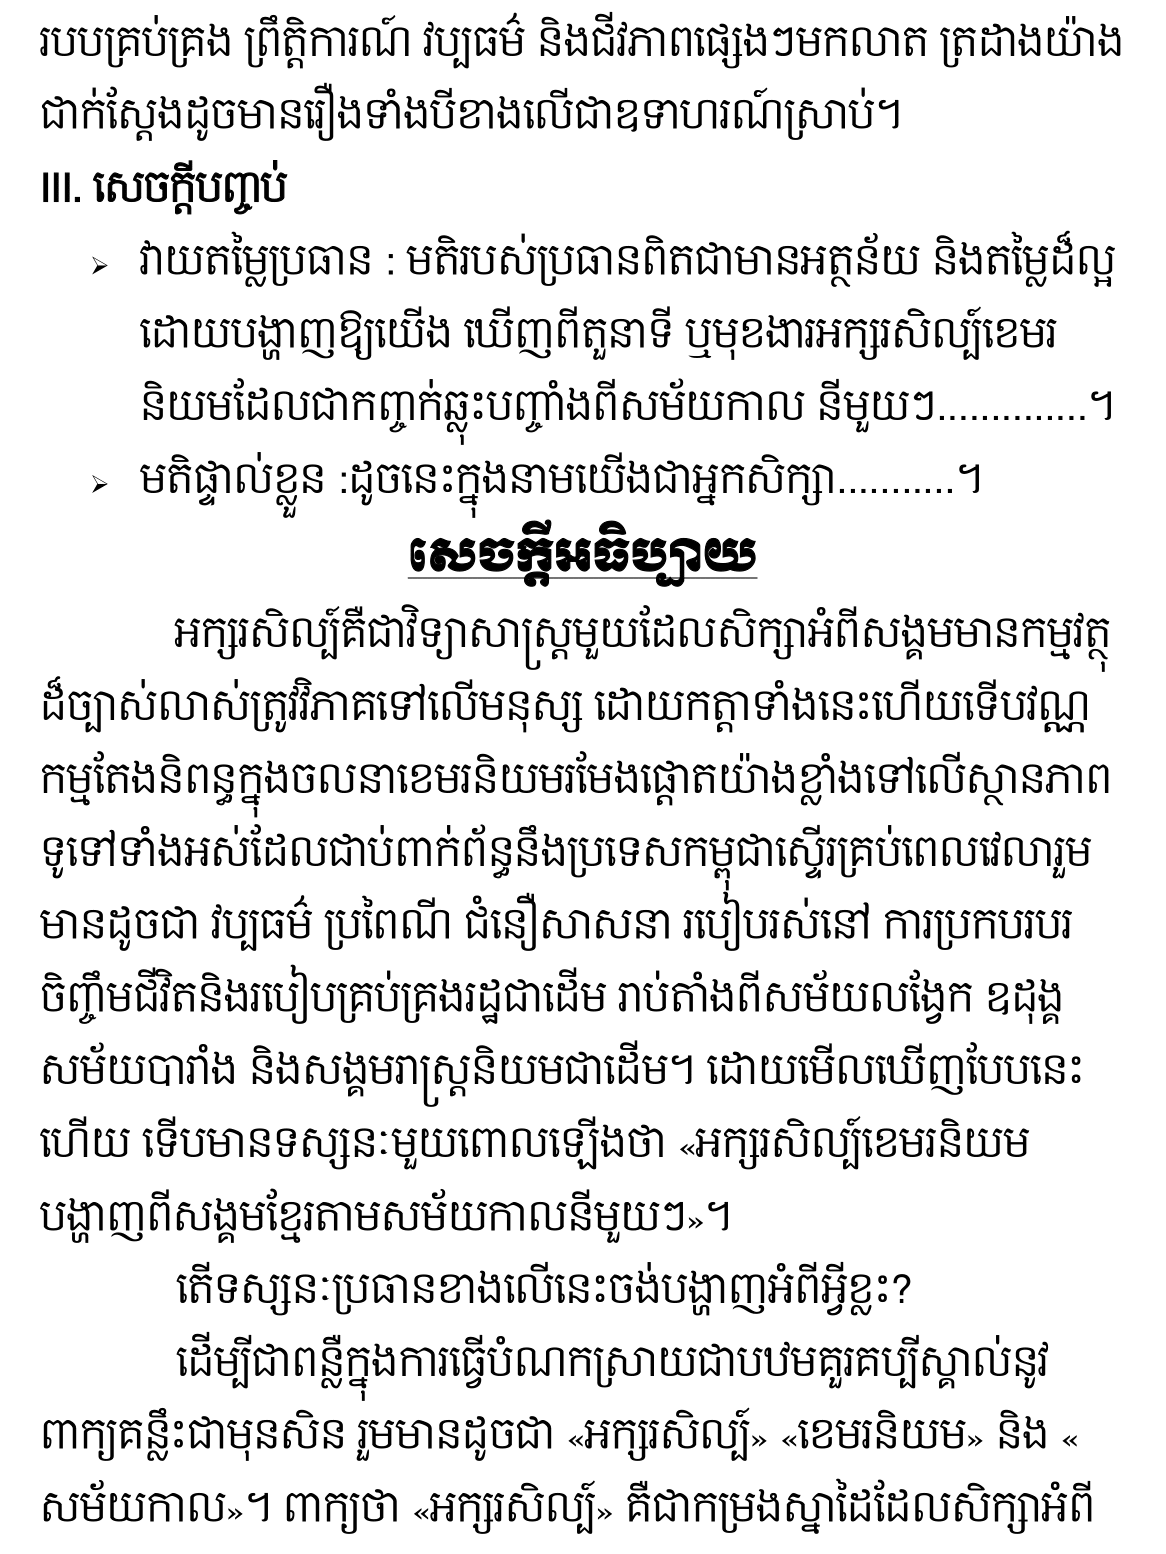 របបគ្រប់គ្រង ព្រឹត្តិការណ៍ វប្បធម៌ និងជីវភាពផ្សេងៗមកលាត ត្រដាងយ៉ាង
ជាក់ស្តែងដូចមានរឿងទាំងបីខាងលើជាឧទាហរណ៍ស្រាប់។
III. សេចក្តីបញ្ចប់
➢ វាយតម្លៃប្រធាន : មតិរបស់ប្រធានពិតជាមានអត្ថន័យ និងតម្លៃដ៏ល្អ
ដោយបង្ហាញឱ្យយើង ឃើញពីតួនាទី ឬមុខងារអក្សរសិល្ប៍ខេមរ
និយមដែលជាកញ្ចក់ឆ្លុះបញ្ចាំងពីសម័យកាល នីមួយៗ..............។
➢ មតិផ្ទាល់ខ្លួន :ដូចនេះក្នុងនាមយើងជាអ្នកសិក្សា...........។
សេចក្តីអធិប្បាយ
អក្សរសិល្ប៍គឺជាវិទ្យាសាស្ត្រមួយដែលសិក្សាអំពីសង្គមមានកម្មវត្ថុ
ដ៏ច្បាស់លាស់ត្រូវវិភាគទៅលើមនុស្ស ដោយកត្តាទាំងនេះហើយទើបវណ្ណ
កម្មតែងនិពន្ធក្នុងចលនាខេមរនិយមរមែងផ្តោតយ៉ាងខ្លាំងទៅលើស្ថានភាព
ទូទៅទាំងអស់ដែលជាប់ពាក់ព័ន្ធនឹងប្រទេសកម្ពុជាស្ទើរគ្រប់ពេលវេលារួម
មានដូចជា វប្បធម៌ ប្រពៃណី ជំនឿសាសនា របៀបរស់នៅ ការប្រកបរបរ
ចិញ្ចឹមជីវិតនិងរបៀបគ្រប់គ្រងរដ្ឋជាដើម រាប់តាំងពីសម័យលង្វែក ឧដុង្គ
សម័យបារាំង និងសង្គមរាស្ត្រនិយមជាដើម។ ដោយមើលឃើញបែបនេះ
ហើយ ទើបមានទស្សនៈមួយពោលឡើងថា «អក្សរសិល្ប៍ខេមរនិយម
បង្ហាញពីសង្គមខ្មែរតាមសម័យកាលនីមួយៗ»។
តើទស្សនៈប្រធានខាងលើនេះចង់បង្ហាញអំពីអ្វីខ្លះ?
ដើម្បីជាពន្លឺក្នុងការធ្វើបំណកស្រាយជាបឋមគួរគប្បីស្គាល់នូវ
ពាក្យគន្លឹះជាមុនសិន រួមមានដូចជា «អក្សរសិល្ប៍» «ខេមរនិយម» និង «
សម័យកាល»។ ពាក្យថា «អក្សរសិល្ប៍» គឺជាកម្រងស្នាដៃដែលសិក្សាអំពី